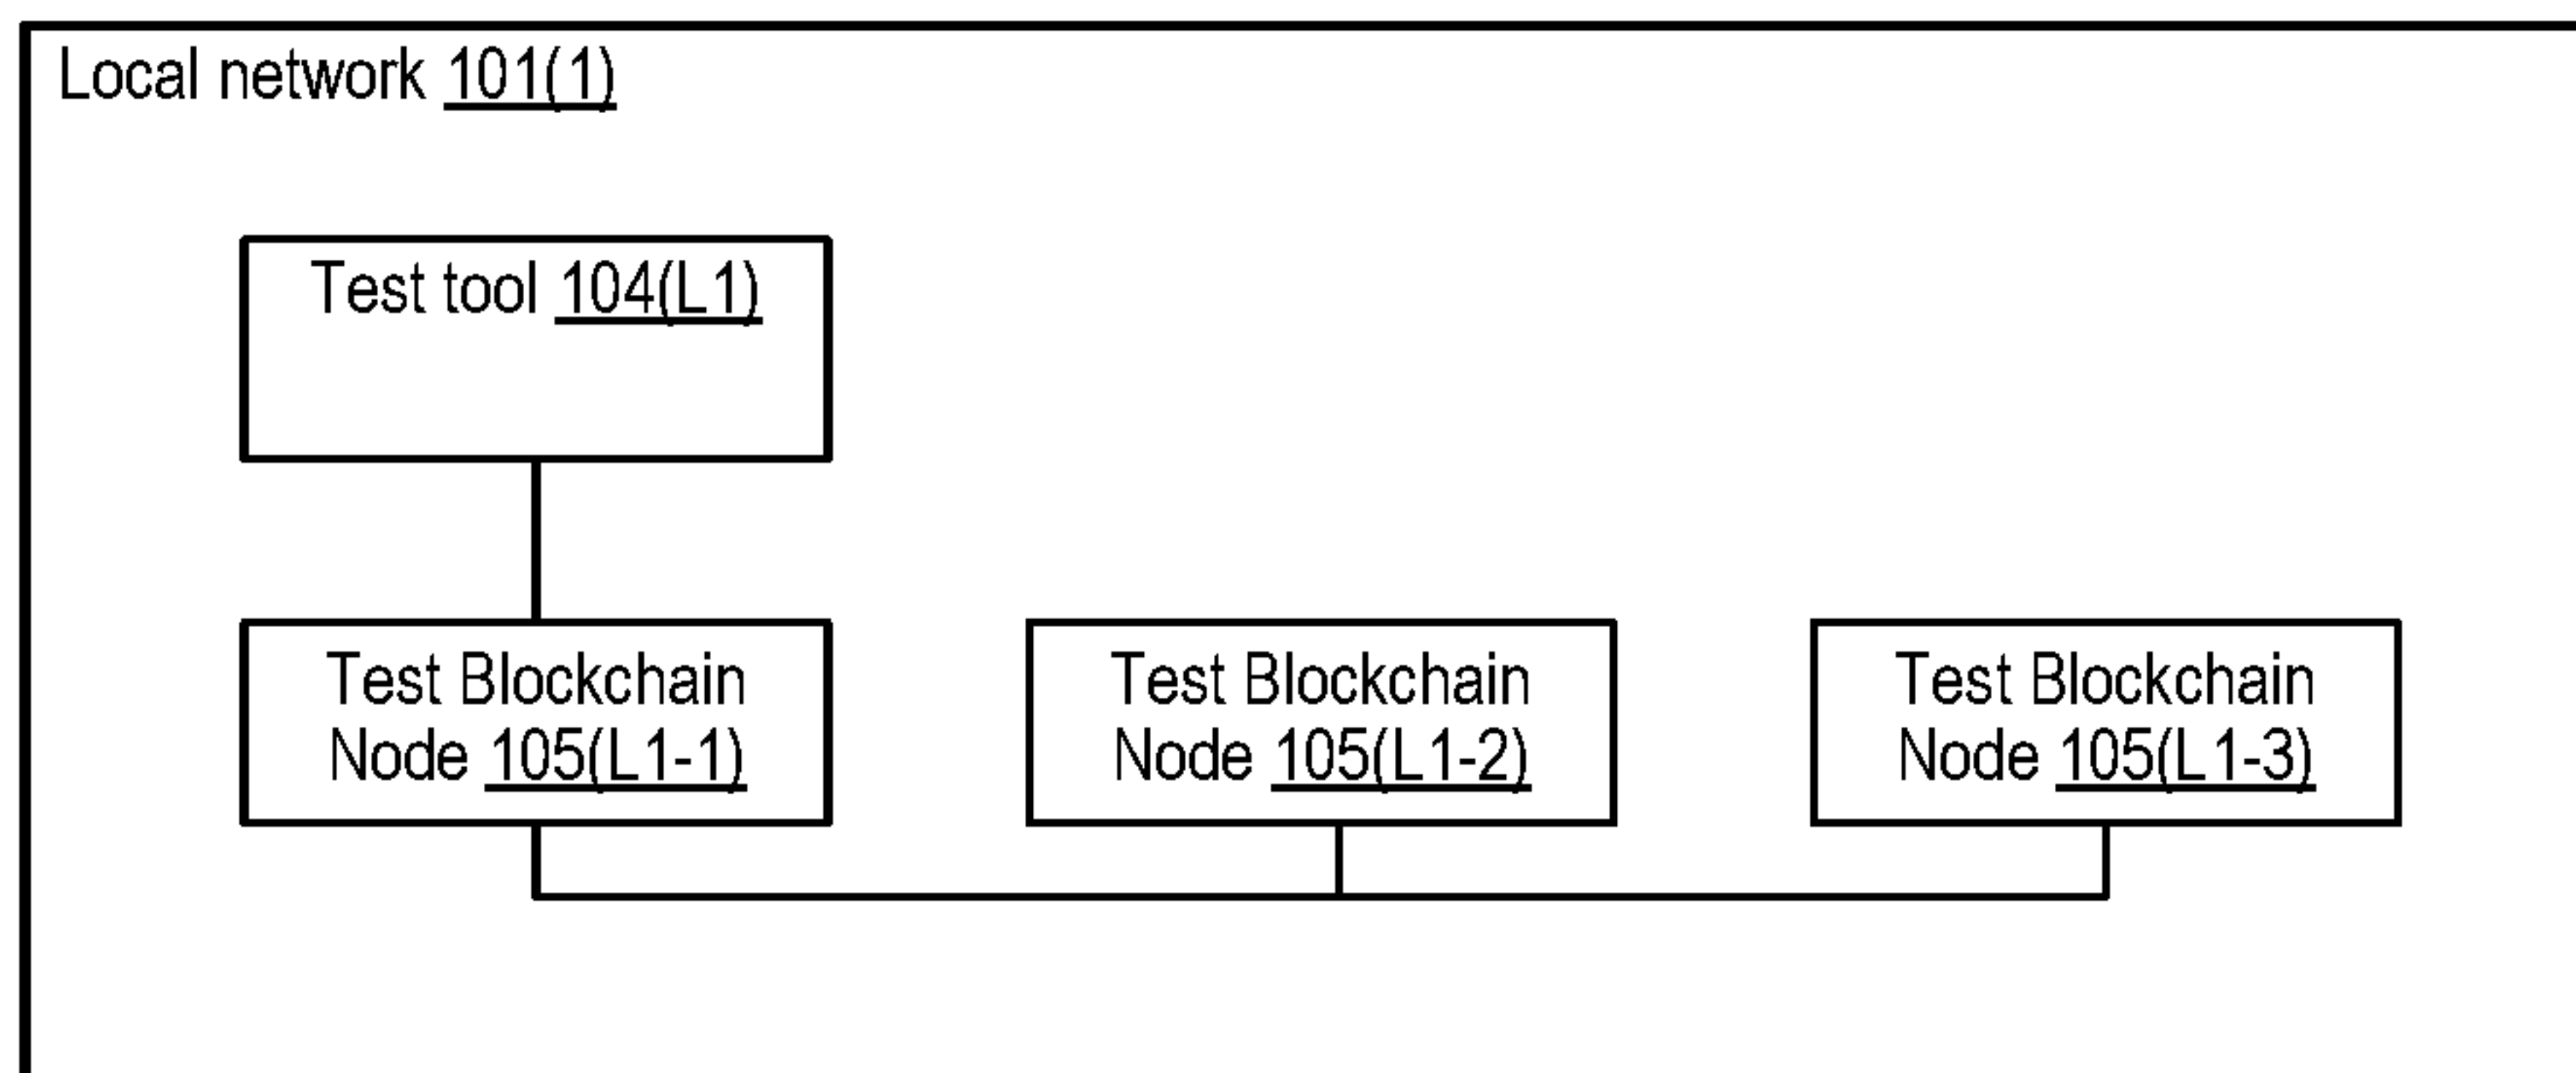 Local network 101(1)
Test tool 104(L1)
Test Blockchain
Node 105(L1-1)
Test Blockchain
Node 105(L1-2)
Test Blockchain
Node 105(L1-3)